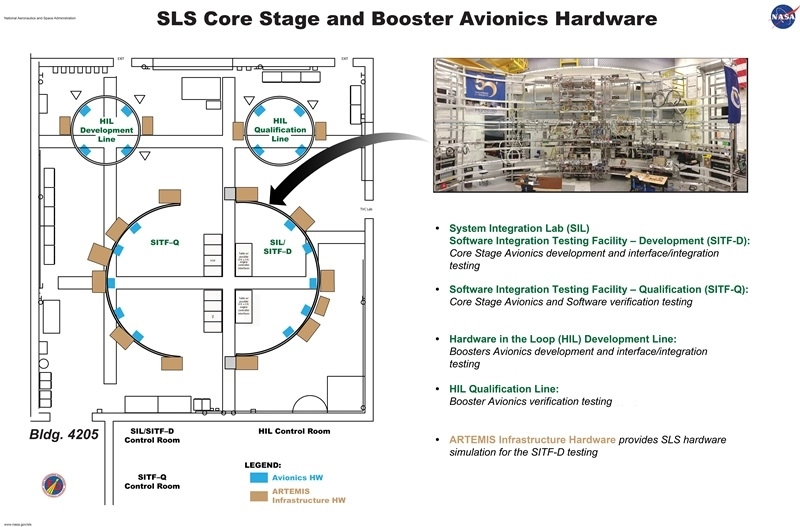 National Aeronautics and Space Administration
SLS Core Stage and Booster Avionics Hardware
NASA
EXIT
EXIT
HIL
Development
Line
HIL
Qualification
Line
TVC Lab
SITF–Q
SIL/
SITF–D
• System Integration Lab (SIL)
Software Integration Testing Facility – Development (SITF-D):
Core Stage Avionics development and interface/integration
testing
• Software Integration Testing Facility – Qualification (SITF-Q):
Core Stage Avionics and Software verification testing
• Hardware in the Loop (HIL) Development Line:
Boosters Avionics development and interface/integration
testing
• HIL Qualification Line:
Booster Avionics verification testing
• ARTEMIS Infrastructure Hardware provides SLS hardware
simulation for the SITF-D testing
Bldg. 4205
SIL/SITF–D
Control Room
HIL Control Room
SITF-Q
Control Room
LEGEND:
Avionics HW
ARTEMIS
Infrastructure HW
www.nasa.gov/sls